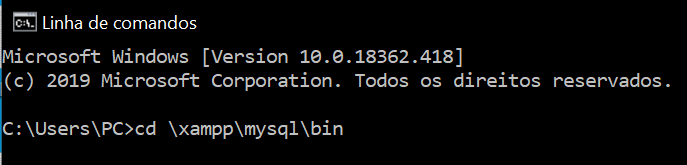 C:\. Linha de comandos
Microsoft Windows [Version 10.0.18362.418]
(c) 2019 Microsoft Corporation. Todos os direitos reservados.
C:\Users\PC>cd \xampp\mysql\bin